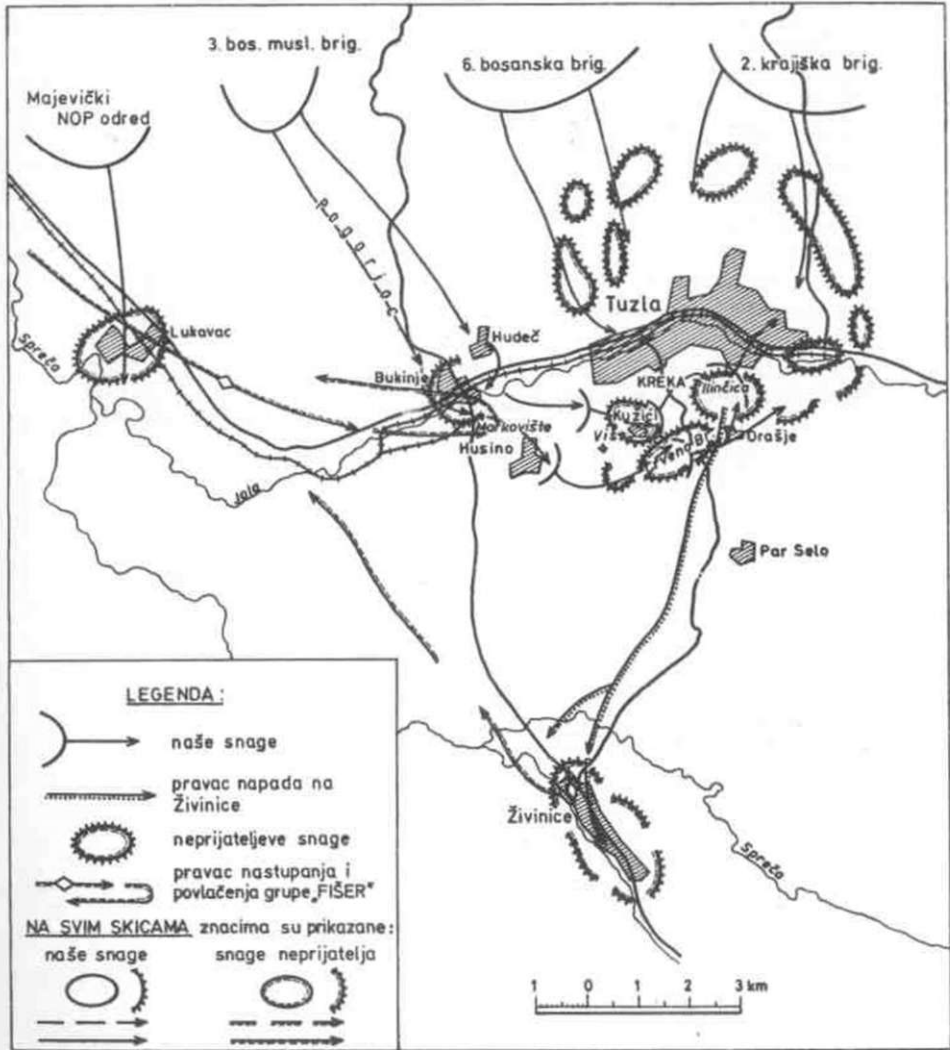 3. bos. musl. brig.
6. bosanska brig.
2. krajiška brig.
Majevički
NOP odred
Pogorioc
Tuzla
Lukavac
Spreča
Hudeč
Bukinje
KREKA
Ilinčica
Kuzići
Morkovište
Husino
Orašje
Jala
Par Selo
Živinice
Spreča
LEGENDA:
naše snage
pravac napada na
Živinice
neprijateljeve snage
pravac nastupanja i
povlačenja grupe „FIŠER"
NA SVIM SKICAMA znacima su prikazane:
naše snage
snage neprijatelja
1 0 1 2 3 km